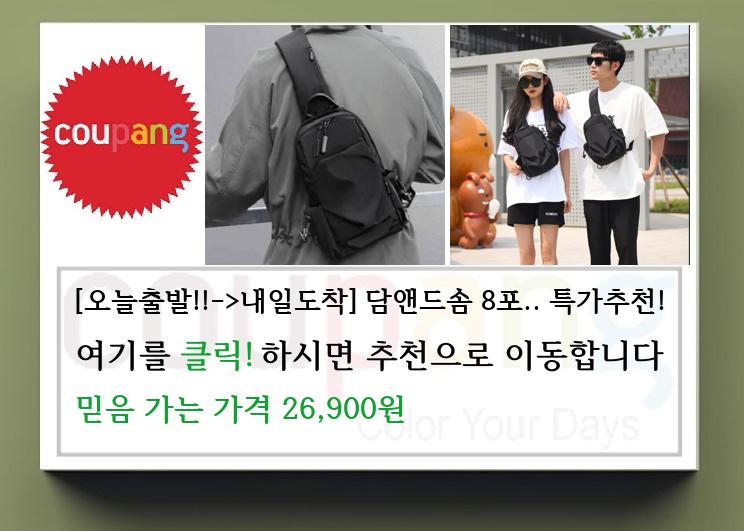 coupang
[오늘출발!!->내일도착] 담앤드솜 8포.. 특가추천!
여기를 클릭! 하시면 추천으로 이동합니다
믿음 가는 가격 26,900원
coupang
Color Your Days